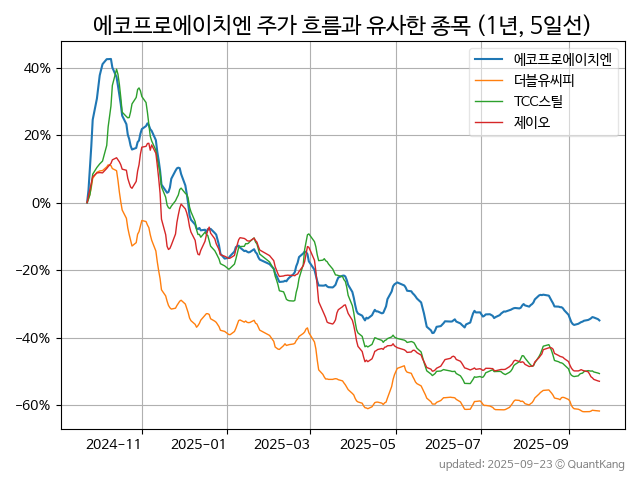 에코프로에이치엔 주가 흐름과 유사한 종목 (1년, 5일선)
에코프로에이치엔
더블유씨피
TCC스틸
제이오
40%
20%
0%
−20%
−40%
−60%
2024-11
2025-01
2025-03
2025-05
2025-07
2025-09
updated: 2025-09-23 © QuantKang